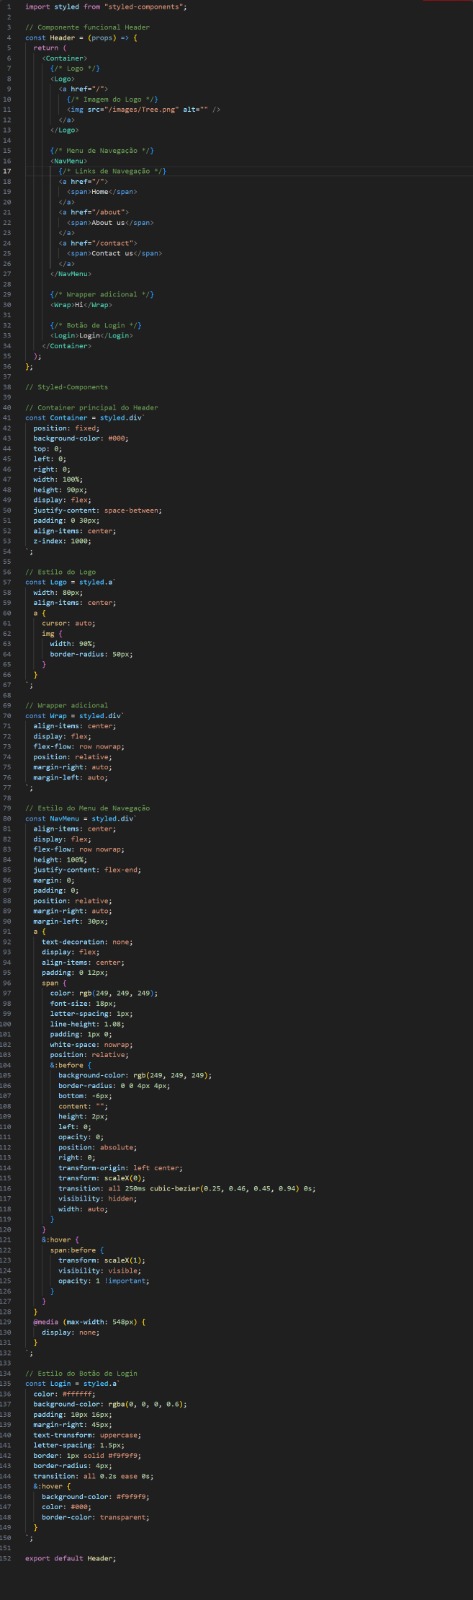 1 import styled from "styled-components";
2
3 // Componente funcional Header
4 const Header = (props) => {
5   return (
6     <Container>
7       {/* Logo */}
8       <Logo>
9         <a href="/">
10           {/* Imagem do Logo */}
11           <img src="/images/Tree.png" alt="" />
12         </a>
13       </Logo>
14
15       {/* Menu de Navegação */}
16       <NavMenu>
17         {/* Links de Navegação */}
18         <a href="/">
19           <span>Home</span>
20         </a>
21         <a href="/about">
22           <span>About us</span>
23         </a>
24         <a href="/contact">
25           <span>Contact us</span>
26         </a>
27       </NavMenu>
28
29       {/* Wrapper adicional */}
30       <Wrap>Hi</Wrap>
31
32       {/* Botão de Login */}
33       <Login>Login</Login>
34     </Container>
35   );
36 };
37
38 // Styled-Components
39
40 // Container principal do Header
41 const Container = styled.div`
42   position: fixed;
43   background-color: #000;
44   top: 0;
45   left: 0;
46   right: 0;
47   width: 100%;
48   height: 90px;
49   display: flex;
50   justify-content: space-between;
51   padding: 0 30px;
52   align-items: center;
53   z-index: 1000;
54 `;
55
56 // Estilo do Logo
57 const Logo = styled.a`
58   width: 80px;
59   align-items: center;
60   a {
61     cursor: auto;
62     img {
63       width: 90%;
64       border-radius: 50px;
65     }
66   }
67 `;
68
69 // Wrapper adicional
70 const Wrap = styled.div`
71   align-items: center;
72   display: flex;
73   flex-flow: row nowrap;
74   position: relative;
75   margin-right: auto;
76   margin-left: auto;
77 `;
78
79 // Estilo do Menu de Navegação
80 const NavMenu = styled.div`
81   align-items: center;
82   display: flex;
83   flex-flow: row nowrap;
84   height: 100%;
85   justify-content: flex-end;
86   margin: 0;
87   padding: 0;
88   position: relative;
89   margin-right: auto;
90   margin-left: 30px;
91   a {
92     text-decoration: none;
93     display: flex;
94     align-items: center;
95     padding: 0 12px;
96     span {
97       color: rgb(249, 249, 249);
98       font-size: 18px;
99       letter-spacing: 1px;
100       line-height: 1.08;
101       padding: 1px 0;
102       white-space: nowrap;
103       position: relative;
104       &:before {
105         background-color: rgb(249, 249, 249);
106         border-radius: 0 0 4px 4px;
107         bottom: -6px;
108         content: "";
109         height: 2px;
110         left: 0;
111         opacity: 0;
112         position: absolute;
113         right: 0;
114         transform-origin: left center;
115         transform: scaleX(0);
116         transition: all 250ms cubic-bezier(0.25, 0.46, 0.45, 0.94) 0s;
117         visibility: hidden;
118         width: auto;
119       }
120     }
121     &:hover {
122       span:before {
123         transform: scaleX(1);
124         visibility: visible;
125         opacity: 1 !important;
126       }
127     }
128   }
129   @media (max-width: 548px) {
130     display: none;
131   }
132 `;
133
134 // Estilo do Botão de Login
135 const Login = styled.a`
136   color: #ffffff;
137   background-color: rgba(0, 0, 0, 0.6);
138   padding: 10px 16px;
139   margin-right: 45px;
140   text-transform: uppercase;
141   letter-spacing: 1.5px;
142   border: 1px solid #f9f9f9;
143   border-radius: 4px;
144   transition: all 0.2s ease 0s;
145   &:hover {
146     background-color: #f9f9f9;
147     color: #000;
148     border-color: transparent;
149   }
150 `;
151
152 export default Header;